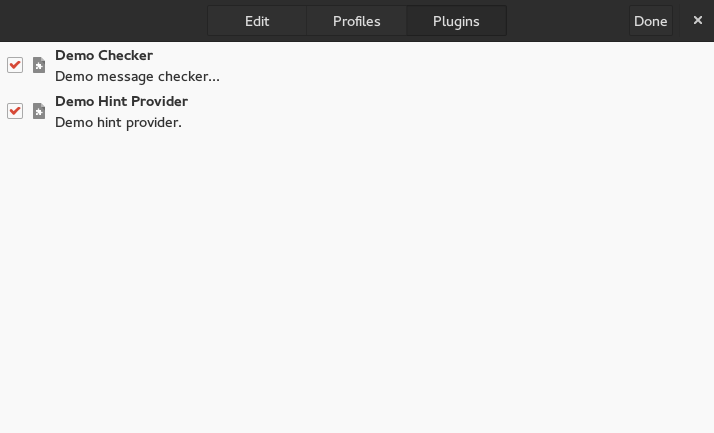 Edit Profiles Plugins Done ×
Demo Checker
Demo message checker...
Demo Hint Provider
Demo hint provider.